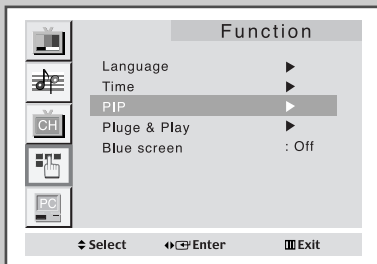 Function
Language ▶
Time ▶
PIP ▶
CH
Pluge & Play ▶
Blue screen : Off
PC
Select Enter Exit